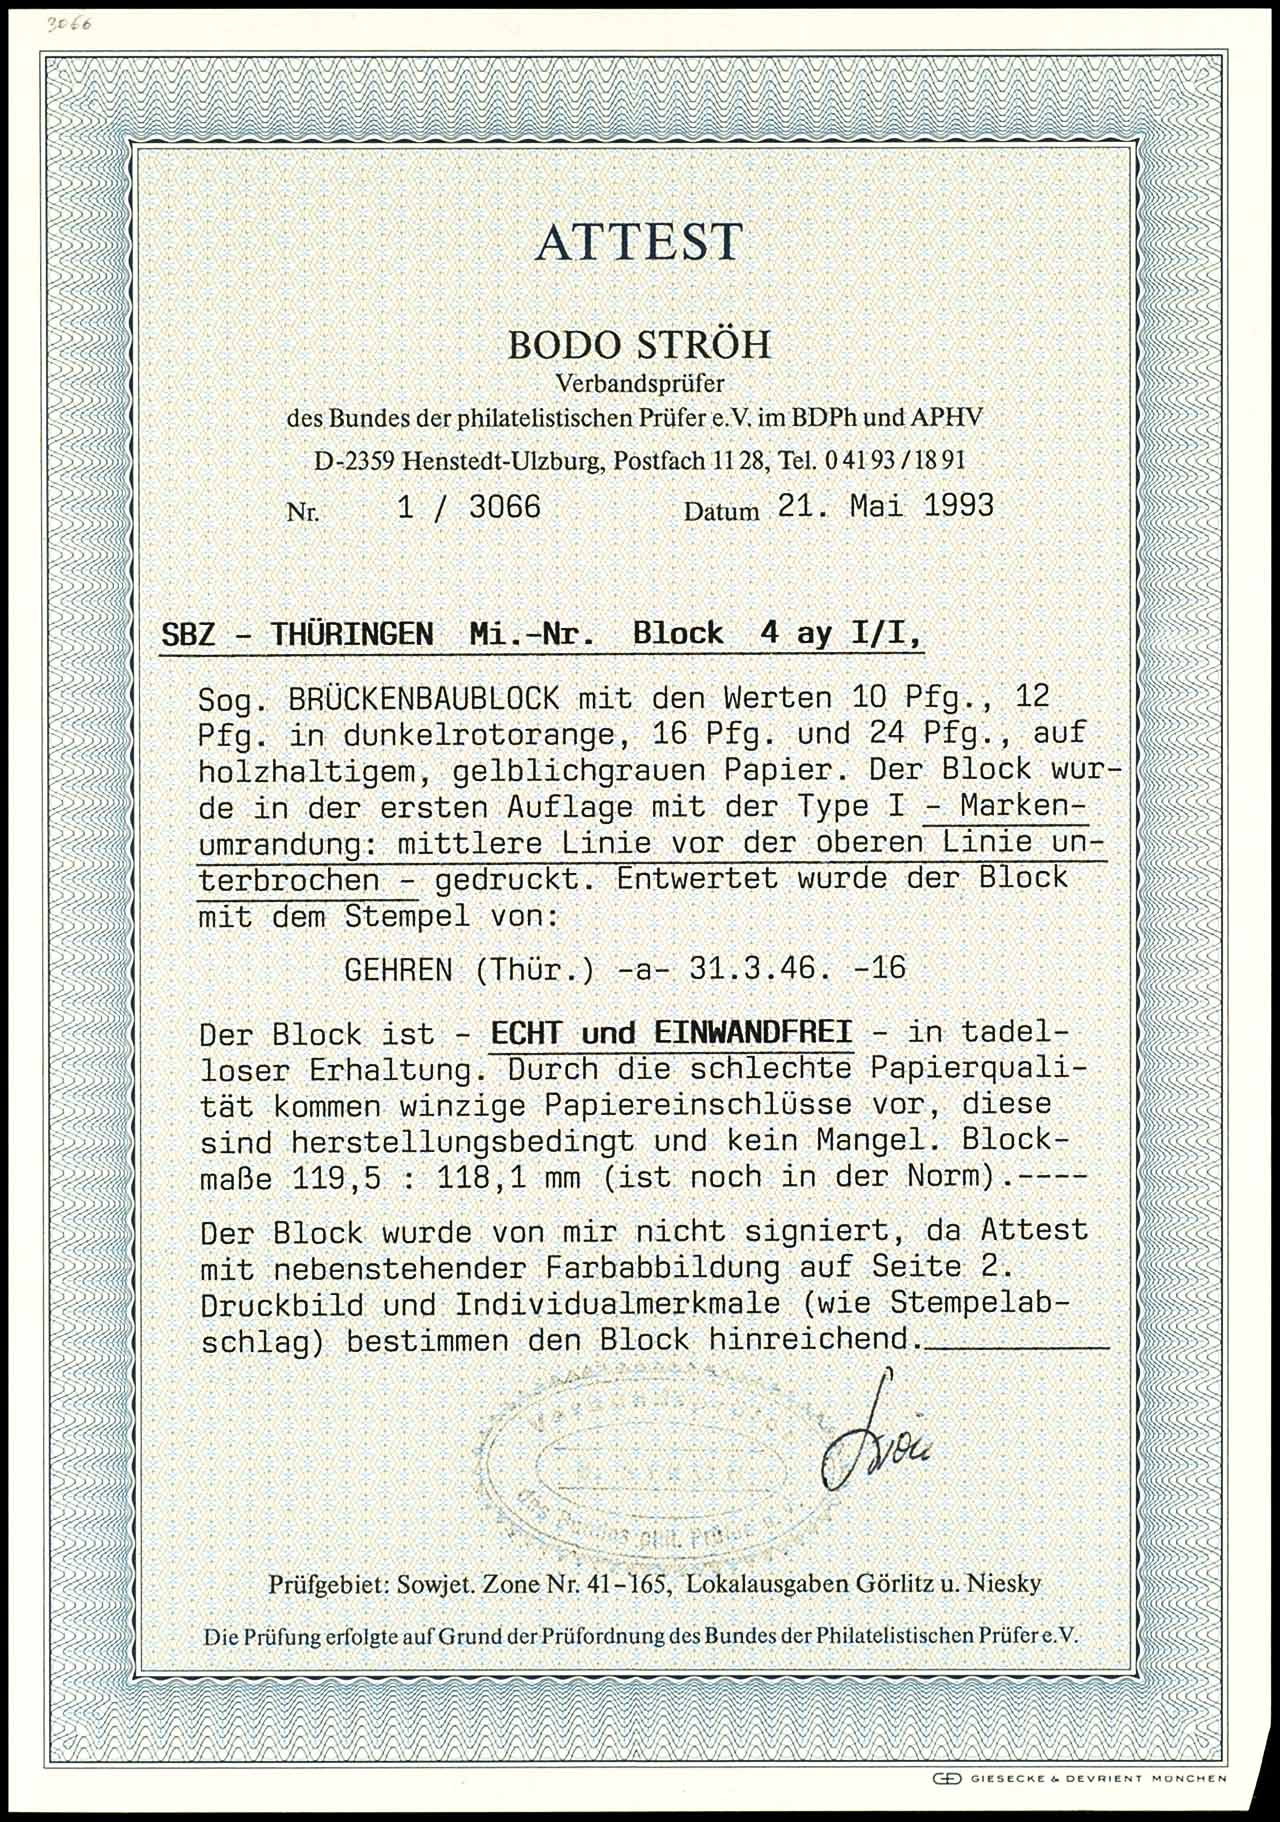 3066
ATTEST
BODO STRÖH
Verbandsprüfer
des Bundes der philatelistischen Prüfer e.V. im BDPh und APHV
D-2359 Henstedt-Ulzburg, Postfach 11 28, Tel. 0 41 93 / 18 91
Nr. 1 / 3066 Datum 21. Mai 1993
SBZ - THÜRINGEN Mi.-Nr. Block 4 ay I/I,
Sog. BRÜCKENBAUBLOCK mit den Werten 10 Pfg., 12
Pfg. in dunkelrotorange, 16 Pfg. und 24 Pfg., auf
holzhaltigem, gelblichgrauen Papier. Der Block wur-
de in der ersten Auflage mit der Type I - Marken-
umrandung: mittlere Linie vor der oberen Linie un-
terbrochen - gedruckt. Entwertet wurde der Block
mit dem Stempel von:
GEHREN (Thür.) -a- 31.3.46. -16
Der Block ist - ECHT und EINWANDFREI - in tadel-
loser Erhaltung. Durch die schlechte Papierquali-
tät kommen winzige Papiereinschlüsse vor, diese
sind herstellungsbedingt und kein Mangel. Block-
maße 119,5 : 118,1 mm (ist noch in der Norm).----
Der Block wurde von mir nicht signiert, da Attest
mit nebenstehender Farbabbildung auf Seite 2.
Druckbild und Individualmerkmale (wie Stempelab-
schlag) bestimmen den Block hinreichend.
Verbandsprüfer
des Bundes phil. Prüfer e. V.
Ströh
Prüfgebiet: Sowjet. Zone Nr. 41-165, Lokalausgaben Görlitz u. Niesky
Die Prüfung erfolgte auf Grund der Prüfordnung des Bundes der Philatelistischen Prüfer e.V.
GIESECKE & DEVRIENT MÜNCHEN